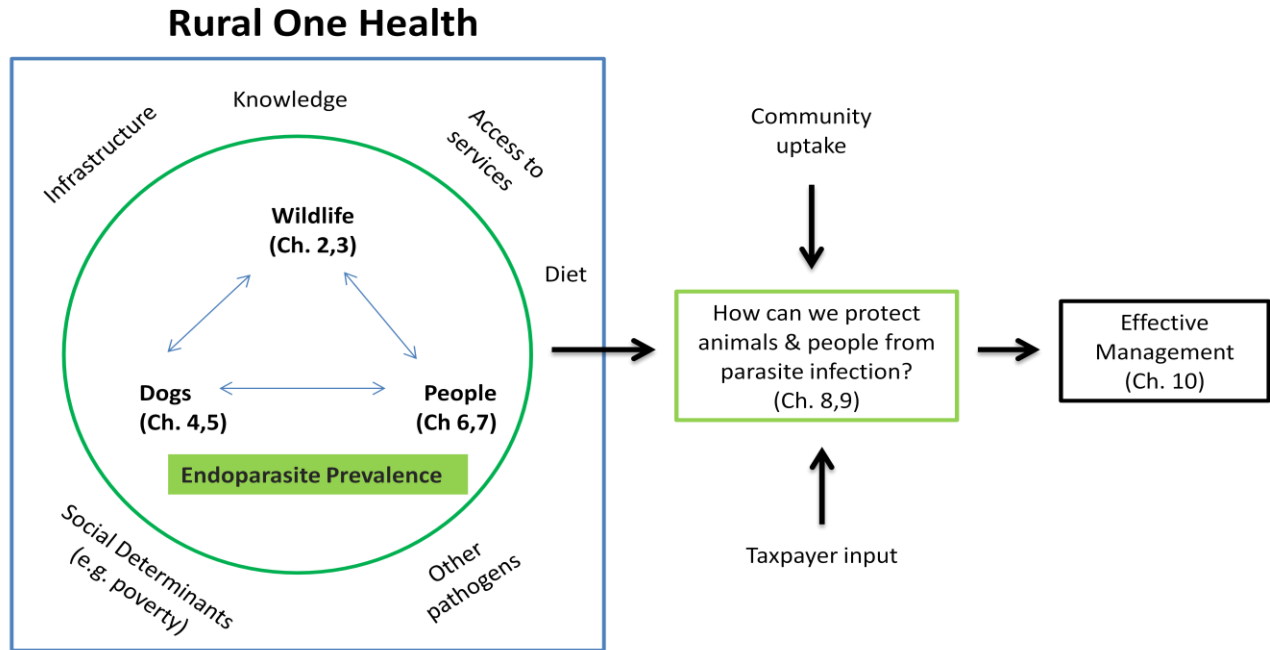 Rural One Health
Knowledge
Infrastructure
Access to
services
Wildlife
(Ch. 2,3)
Diet
Dogs
(Ch. 4,5)
People
(Ch 6,7)
Endoparasite Prevalence
Social Determinants
(e.g. poverty)
Other
pathogens
Community
uptake
How can we protect
animals & people from
parasite infection?
(Ch. 8,9)
Taxpayer input
Effective
Management
(Ch. 10)